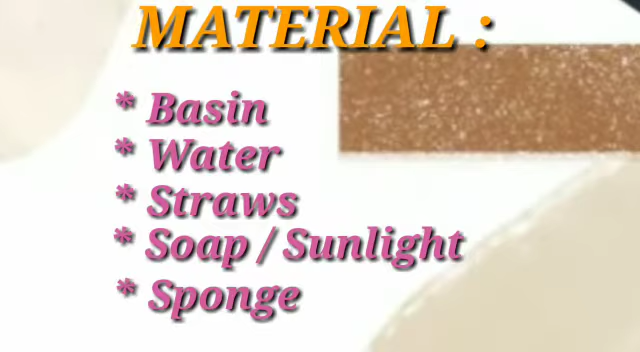 MATERIAL :
* Basin
* Water
* Straws
* Soap / Sunlight
* Sponge